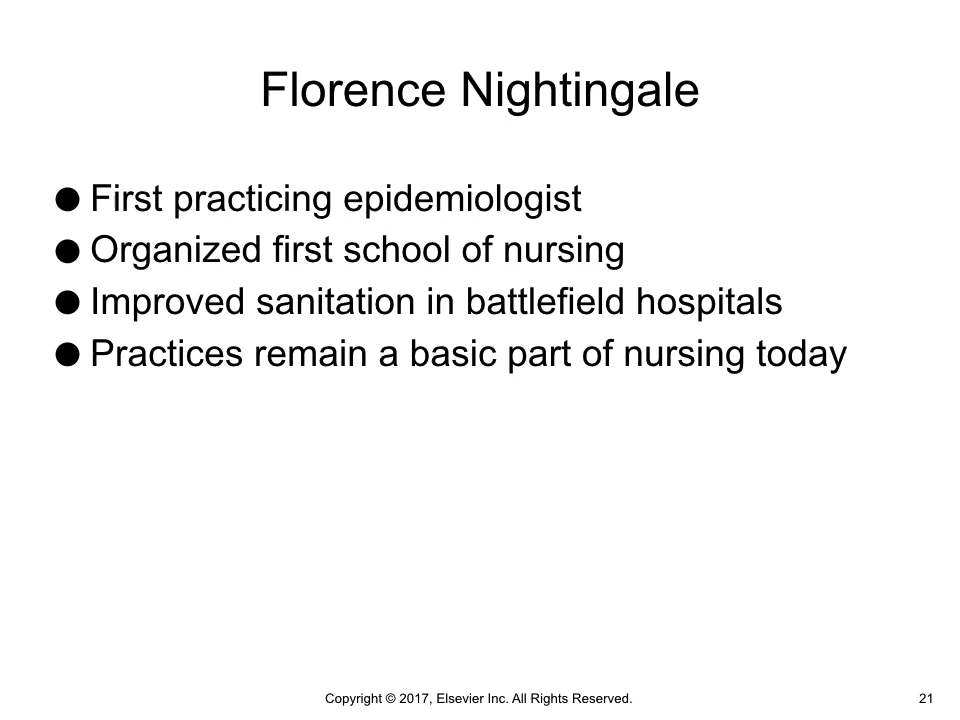 Florence Nightingale
● First practicing epidemiologist
● Organized first school of nursing
● Improved sanitation in battlefield hospitals
● Practices remain a basic part of nursing today
Copyright © 2017, Elsevier Inc. All Rights Reserved. 21